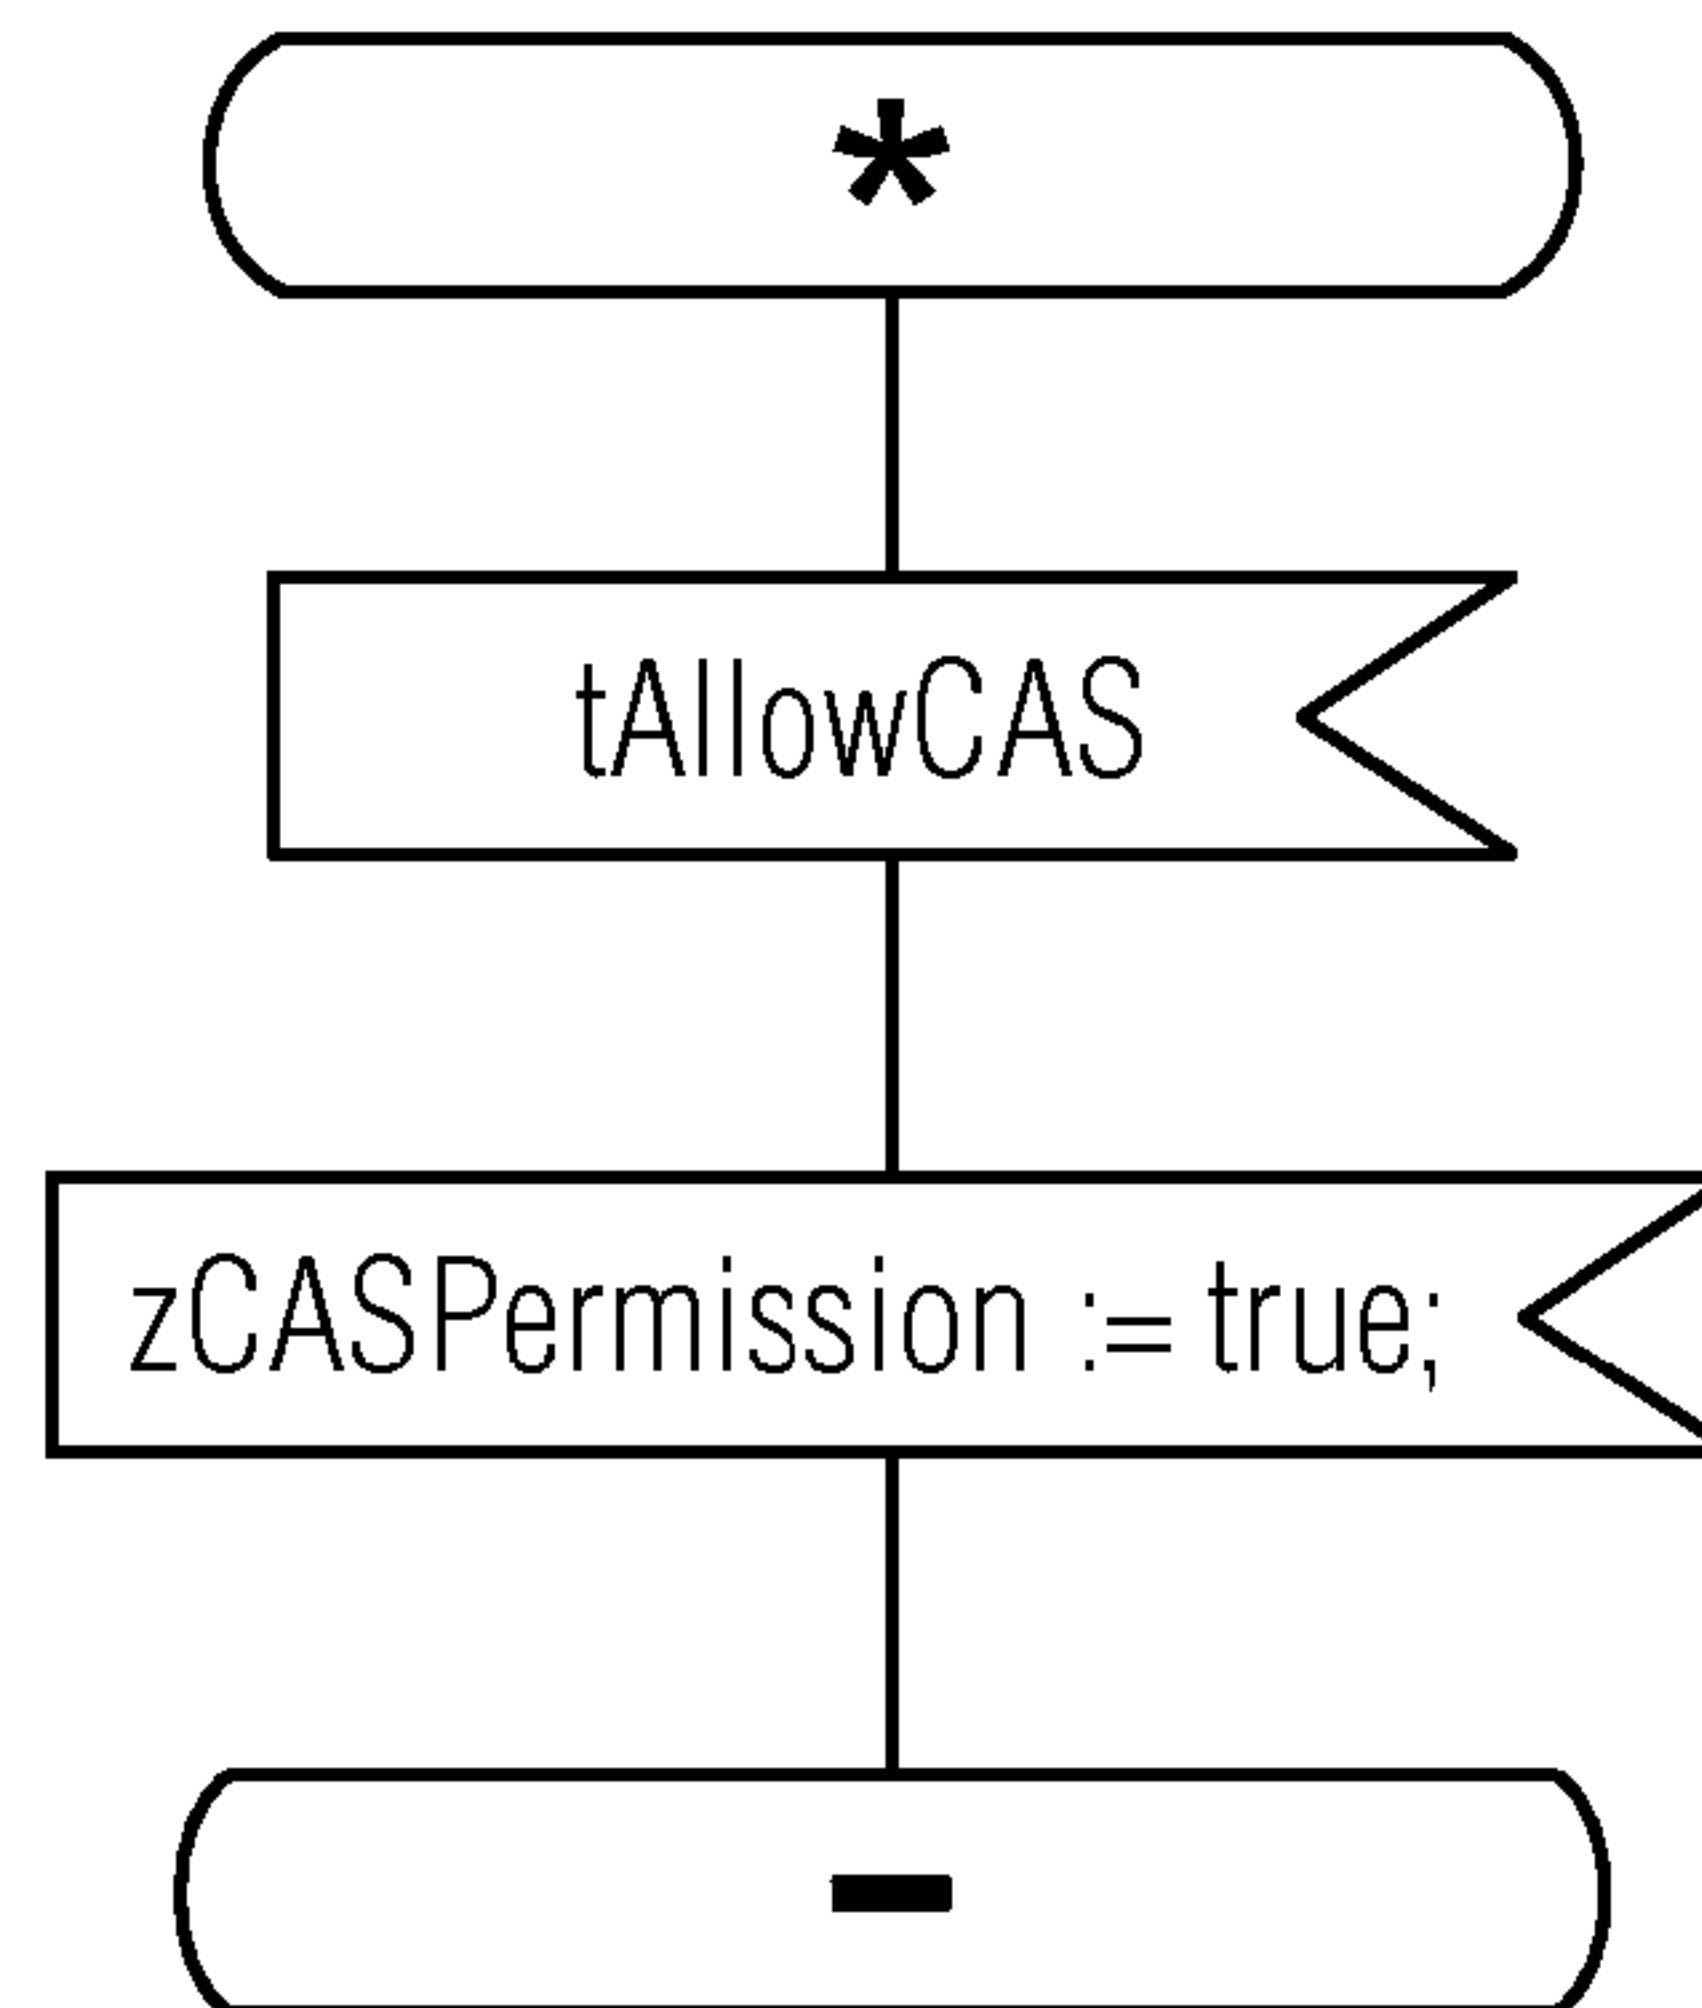 *
tAllowCAS
zCASPermission := true;
-